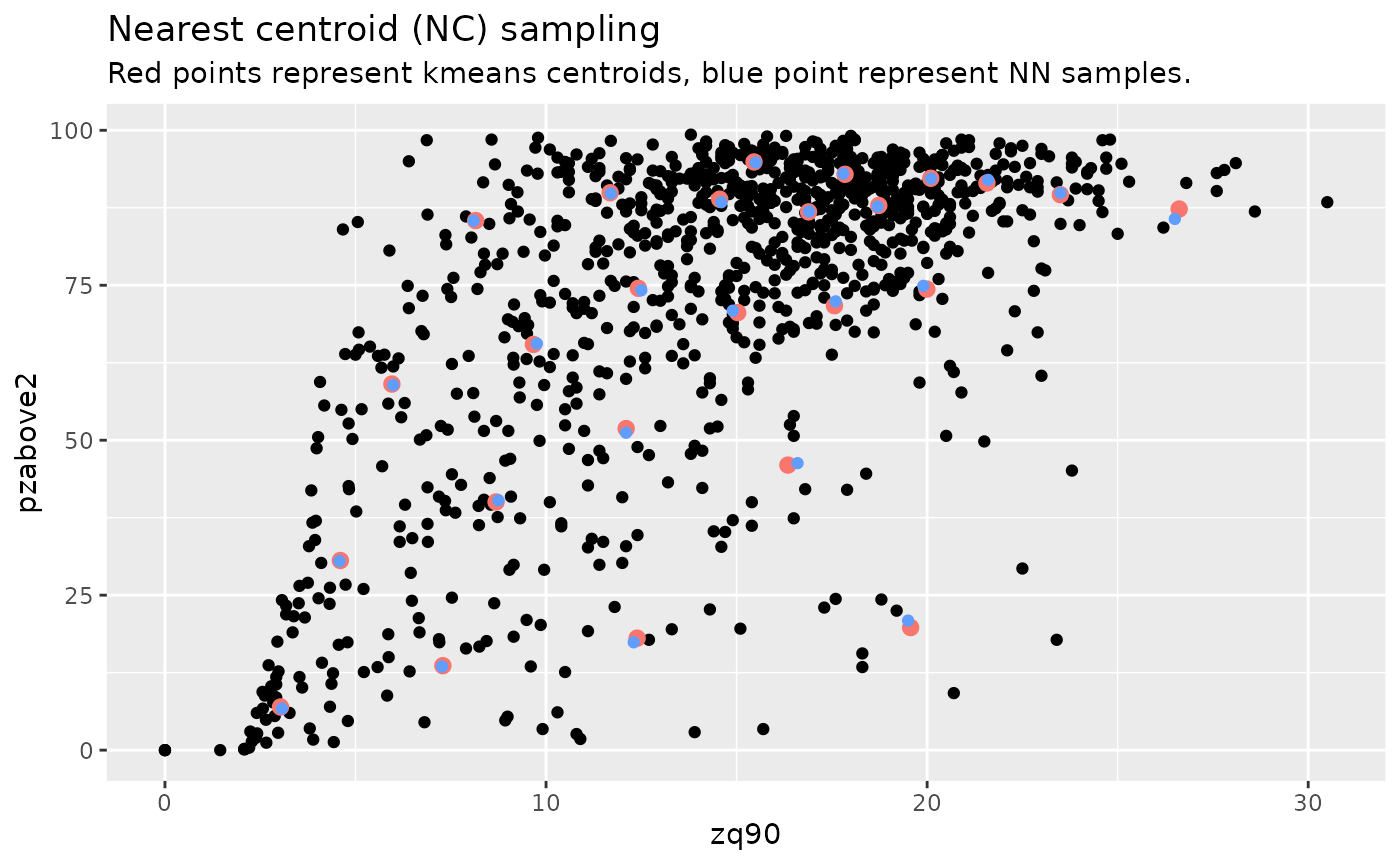 Nearest centroid (NC) sampling
Red points represent kmeans centroids, blue point represent NN samples.
100
75
50
25
0
pzabove2
0 10 20 30
zq90